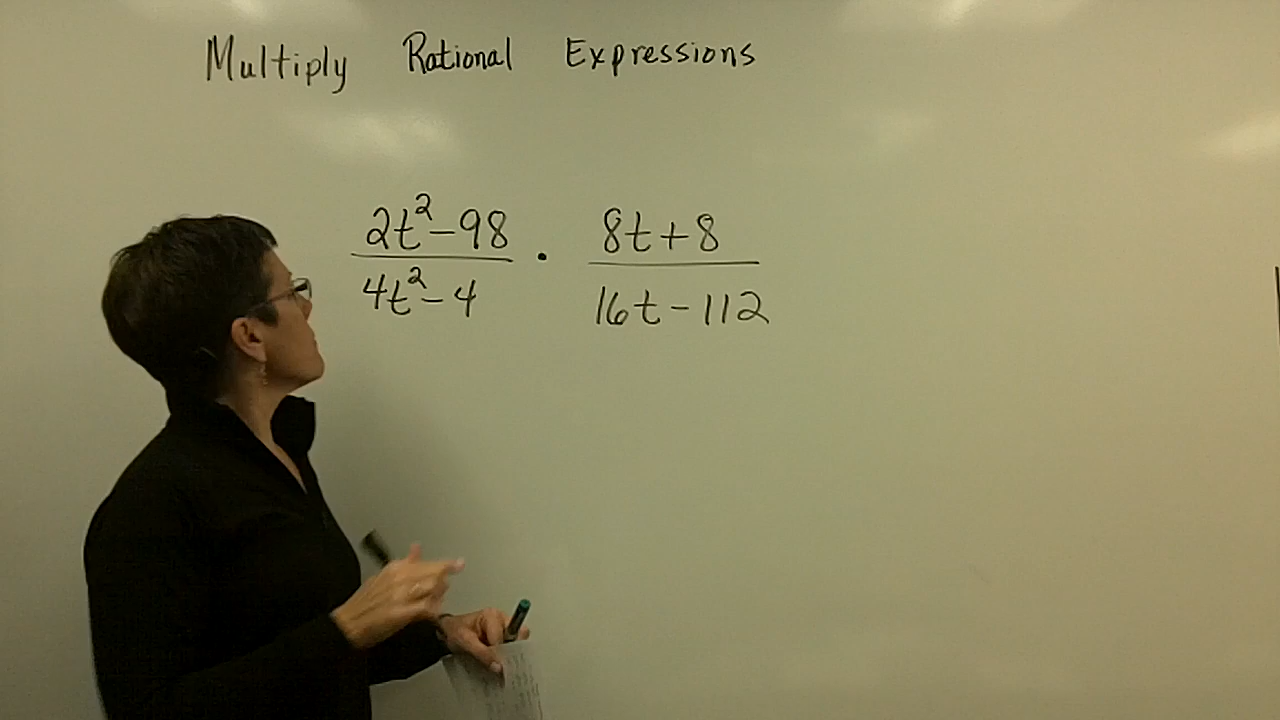 Multiply Rational Expressions
2t²-98 · 8t+8
4t²-4 16t-112